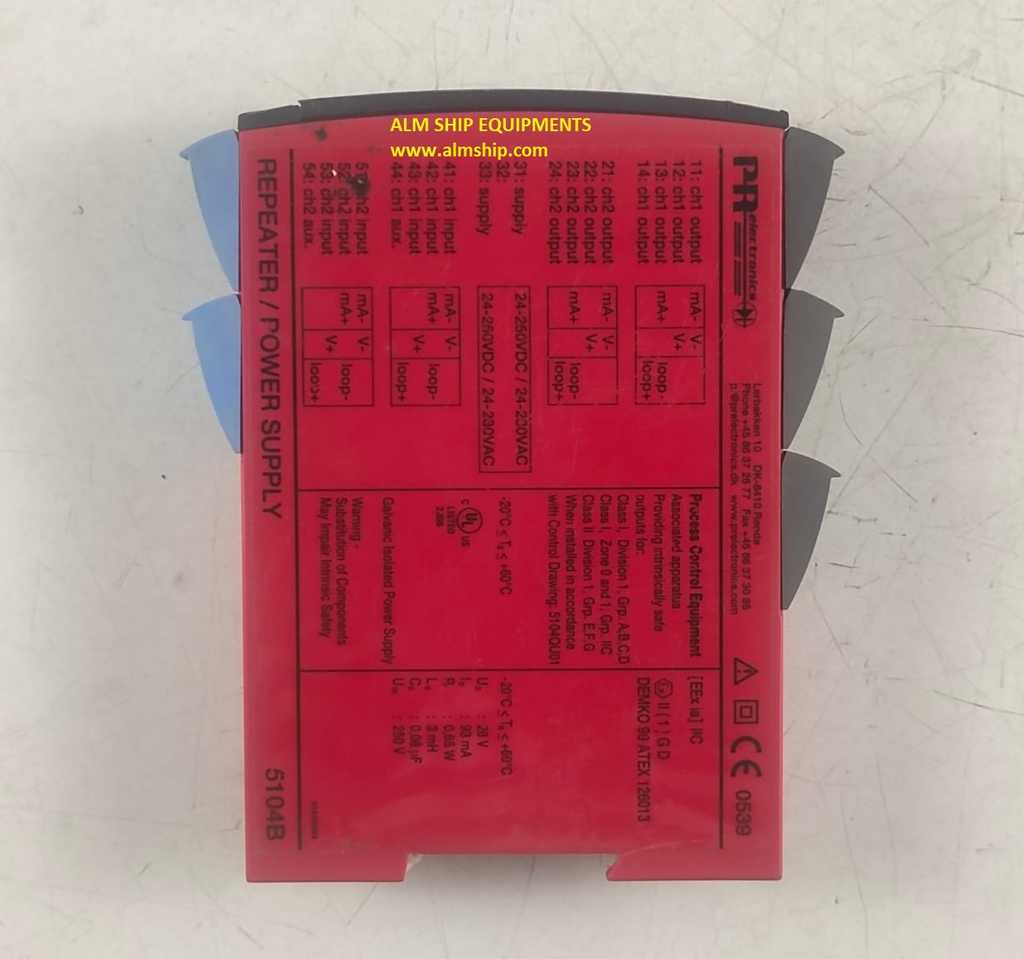 ALM SHIP EQUIPMENTS
www.almship.com
PR electronics
Lerbakken 10 DK-8410 Rønde
Phone +45 86 37 26 77 Fax +45 86 37 30 85
www.prelectronics.com
CE 0539
11: ch1 output mA- V-
12: ch1 output mA+ V+ loop-
13: ch1 output loop+
14: ch1 output
21: ch2 output mA- V-
22: ch2 output V+
23: ch2 output mA+ loop-
24: ch2 output loop+
31: supply 24-250VDC / 24-230VAC
32:
33: supply 24-250VDC / 24-230VAC
41: ch1 input mA- V-
42: ch1 input mA+ loop-
43: ch1 input V+
44: ch1 aux. loop+
ch2 input mA- V-
52: ch2 input mA+ loop-
53: ch2 input V+
54: ch2 aux. loop+
Process Control Equipment
Associated apparatus
Providing intrinsically safe
outputs for:
Class I, Division 1, Grp. A,B,C,D
Class I, Zone 0 and 1, Grp. IIC
Class II Division 1, Grp. E,F,G
When installed in accordance
with Control Drawing: 5104QU01
-20°C ≤ Ta ≤ +60°C
c UL us
LISTED
Galvanic Isolated Power Supply
Warning -
Substitution of Components
May Impair Intrinsic Safety
[EEx ia] IIC
Ex II (1) G D
DEMKO 99 ATEX 126013
-20°C ≤ Ta ≤ +60°C
: 28 V
: 93 mA
: 0,65 W
: 3 mH
: 0,08 µF
Um : 250 V
REPEATER / POWER SUPPLY 5104B